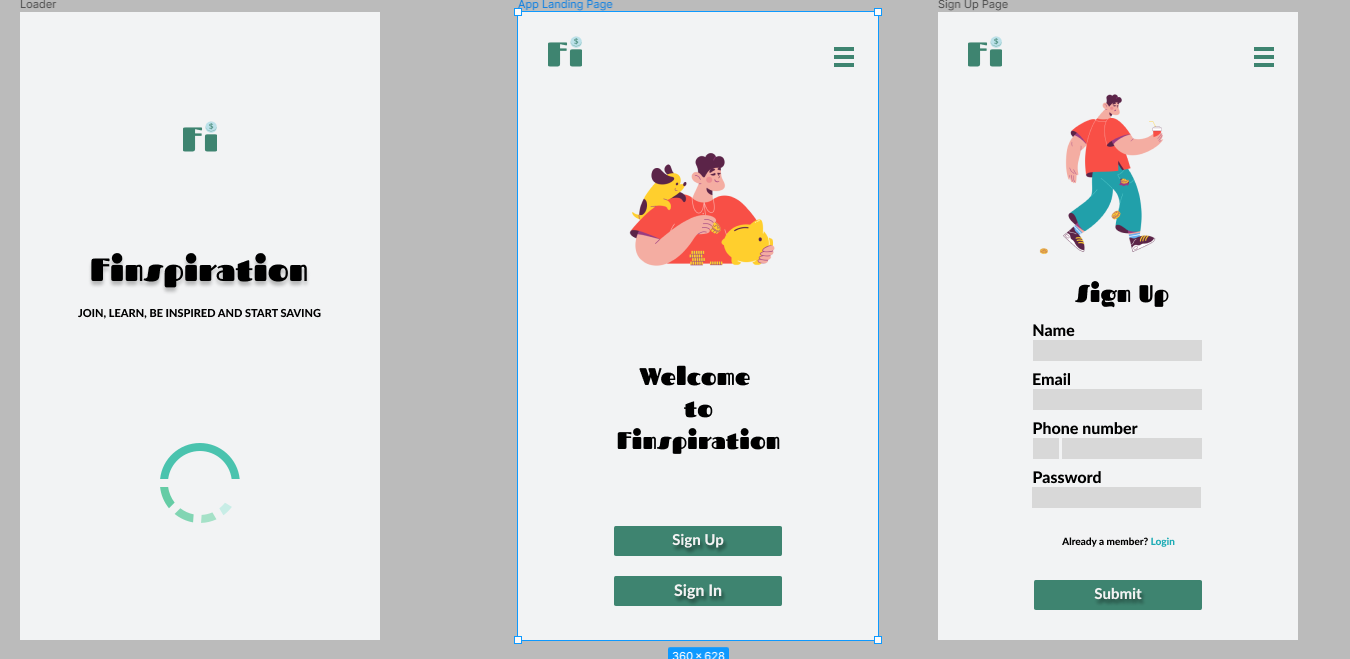 Loader
App Landing Page
Sign Up Page
Fi
$
Finspiration
JOIN, LEARN, BE INSPIRED AND START SAVING
Fi
$
Welcome
to
Finspiration
Sign Up
Sign In
360 × 628
Fi
$
Sign Up
Name
Email
Phone number
Password
Already a member? Login
Submit